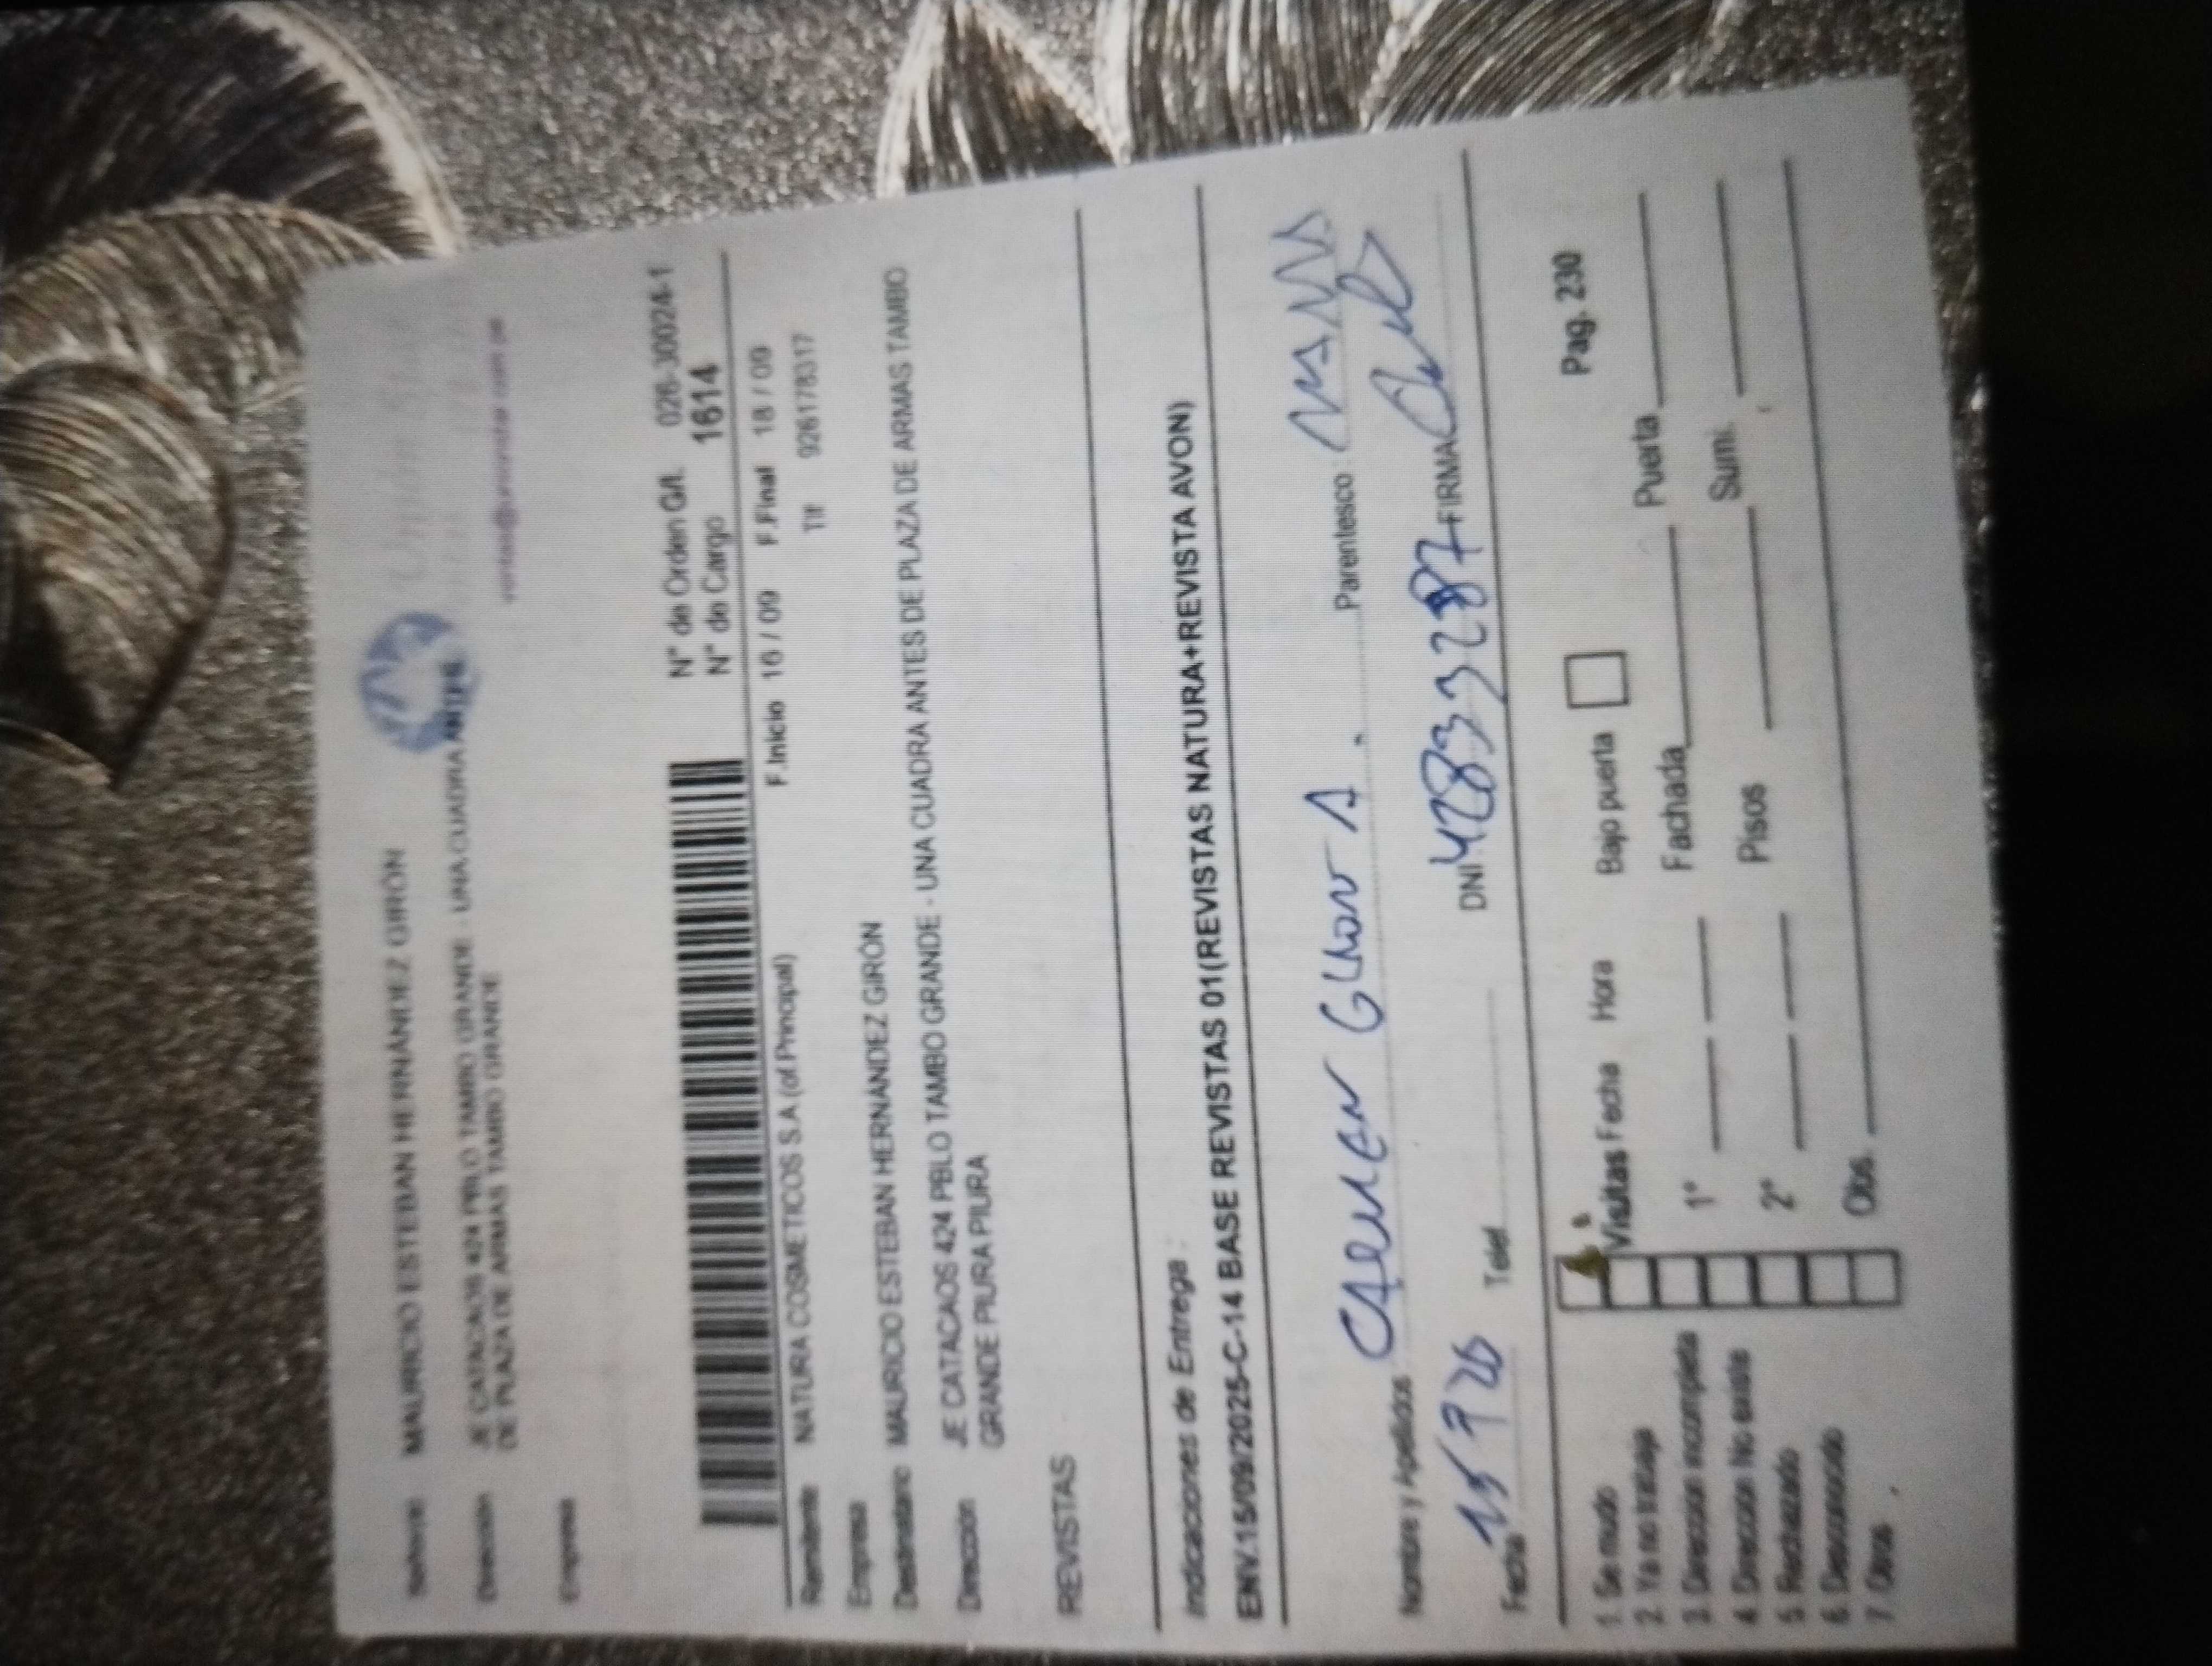 Señor(a) MAURICIO ESTEBAN HERNÁNDEZ GIRÓN
Dirección JE CATACAOS 424 PBLO TAMBO GRANDE - UNA CUADRA ANTES
DE PLAZA DE ARMAS TAMBO GRANDE
Empresa
N° de Orden G/L 026-30024-1
N° de Cargo 1614
Remitente NATURA COSMETICOS S.A (of.Principal) F.Inicio 16 / 09 F.Final 18 / 09
Empresa Tlf 926178317
Destinatario MAURICIO ESTEBAN HERNÁNDEZ GIRÓN
Dirección JE CATACAOS 424 PBLO TAMBO GRANDE - UNA CUADRA ANTES DE PLAZA DE ARMAS TAMBO
GRANDE PIURA PIURA
REVISTAS
Indicaciones de Entrega :
ENV.15/09/2025-C-14 BASE REVISTAS 01(REVISTAS NATURA+REVISTA AVON)
Nombre y Apellidos CARMEN GIRON A. Parentesco: MAMA
Fecha Telef. DNI 42833287 FIRMA
Pag. 230
1. Se mudo
2. Ya no trabaja
3. Dirección incompleta
4. Dirección No existe
5. Rechazado
6. Desconocido
7. Otros
Visitas Fecha Hora Bajo puerta
1° Fachada Puerta
2° Pisos Sumi.
Obs.